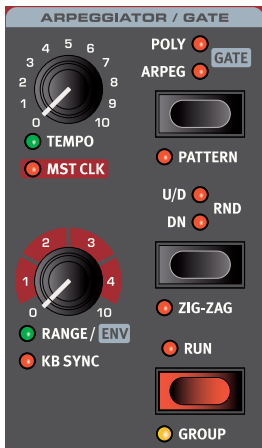 ARPEGGIATOR / GATE
POLY
GATE
ARPEG
0 1 2 3 4 5 6 7 8 9 10
PATTERN
TEMPO
MST CLK
U/D
RND
DN
1 2 3 4
0 10
ZIG-ZAG
RANGE / ENV
KB SYNC
RUN
GROUP